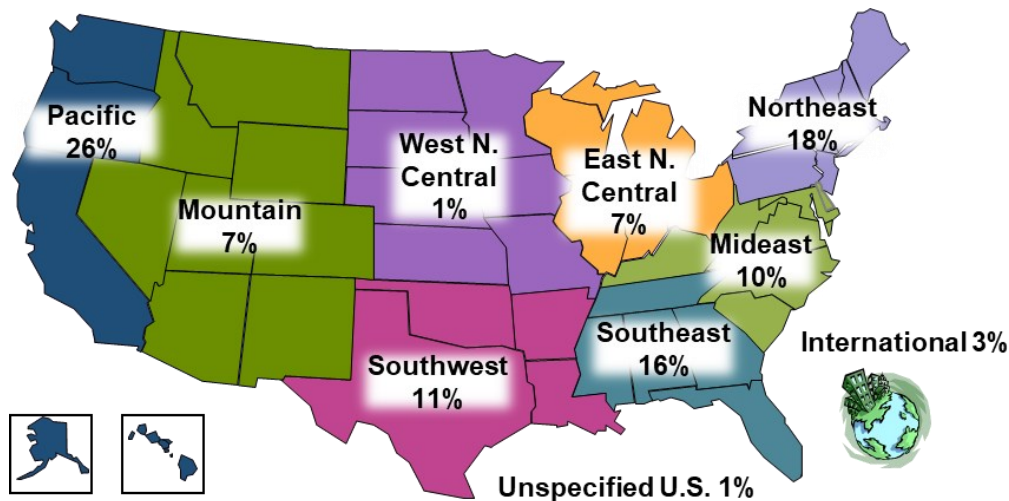 Pacific
26%
Mountain
7%
West N.
Central
1%
East N.
Central
7%
Northeast
18%
Mideast
10%
Southeast
16%
Southwest
11%
International 3%
Unspecified U.S. 1%